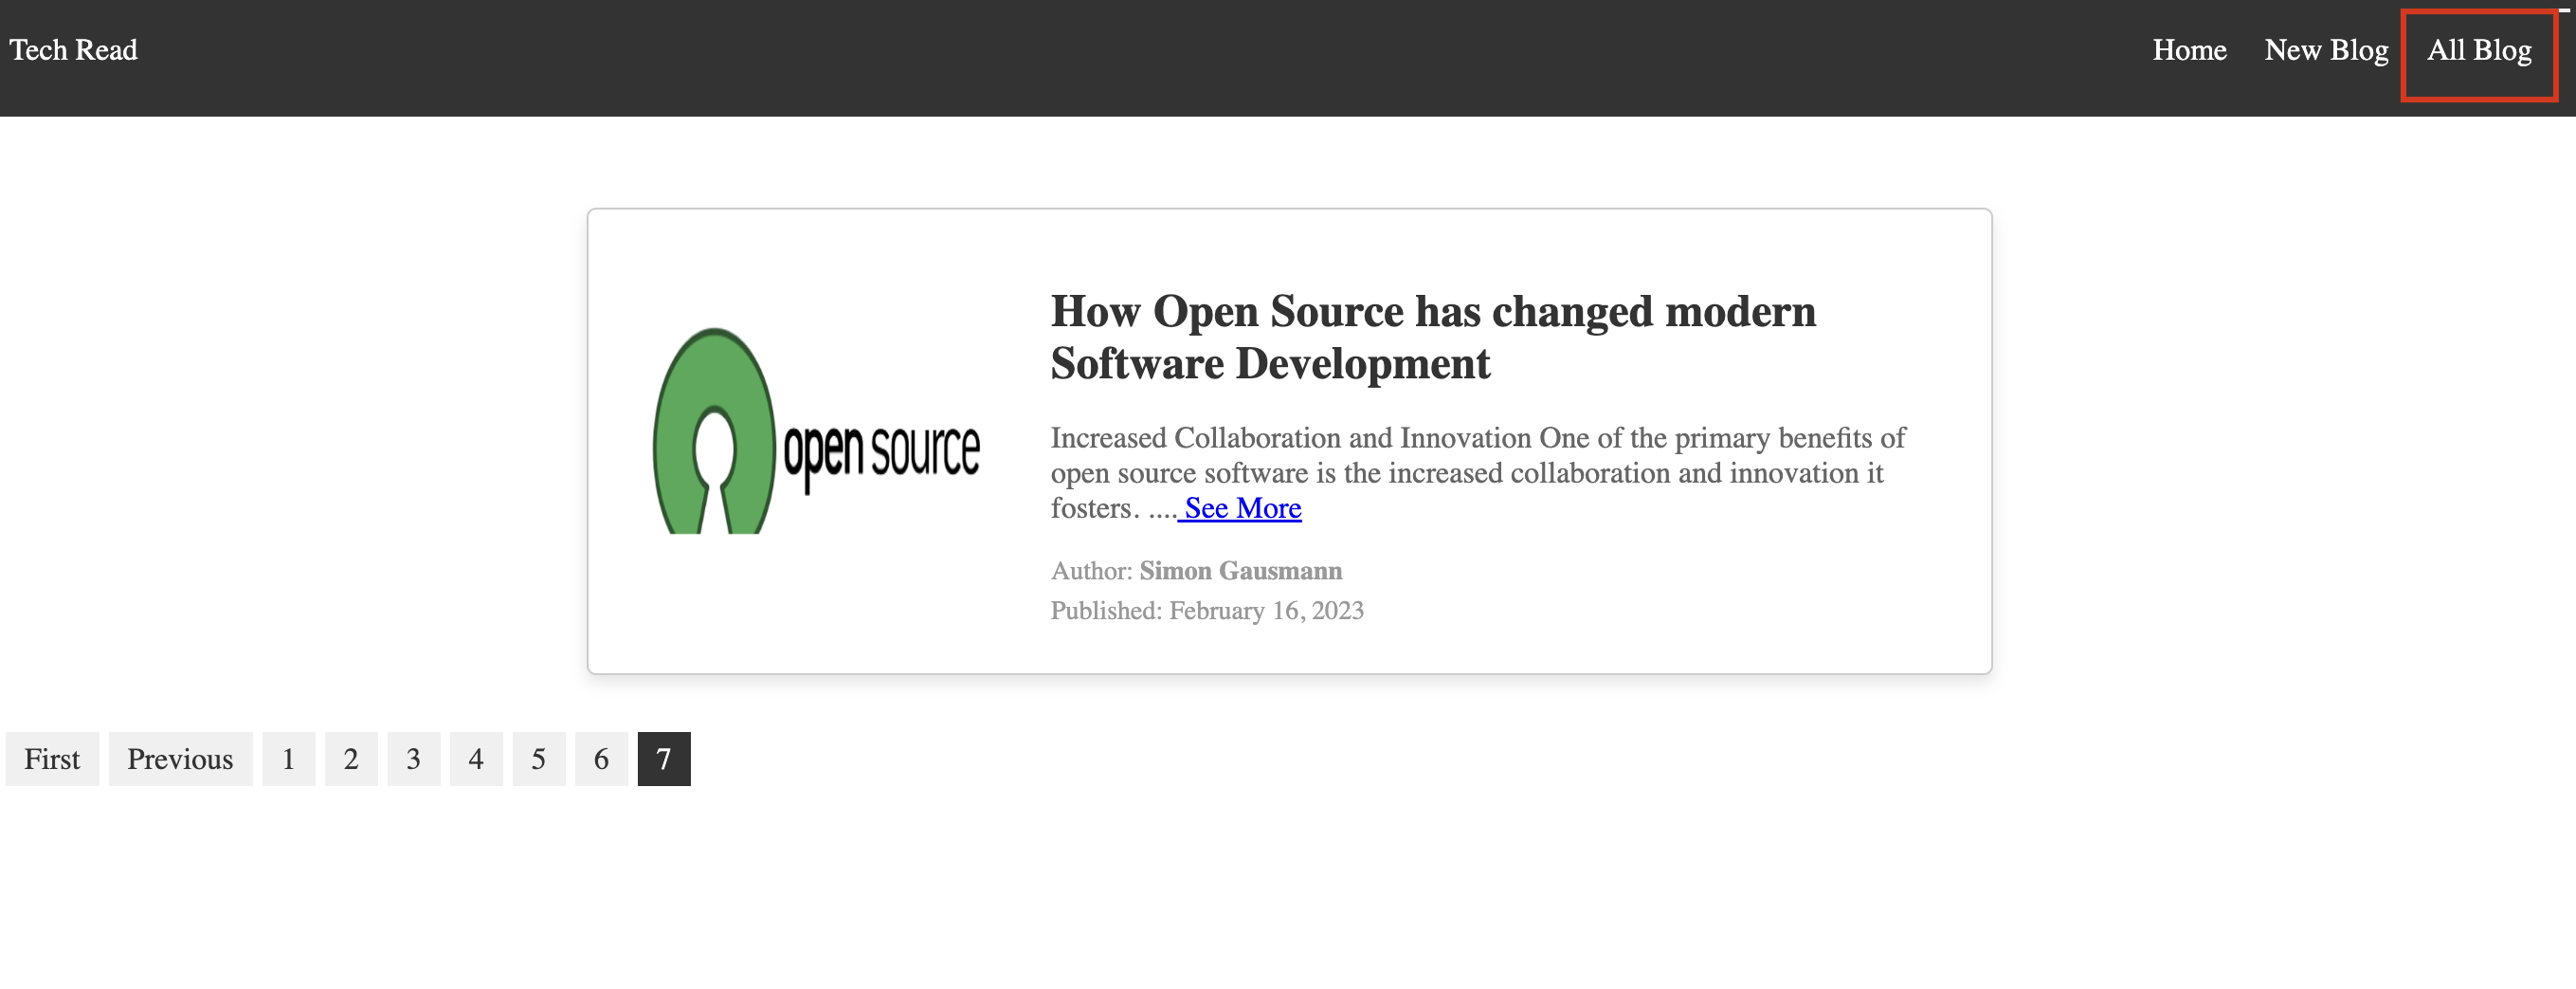 Tech Read
Home New Blog All Blog
How Open Source has changed modern
Software Development
open source
Increased Collaboration and Innovation One of the primary benefits of
open source software is the increased collaboration and innovation it
fosters. .... See More
Author: Simon Gausmann
Published: February 16, 2023
First Previous 1 2 3 4 5 6 7